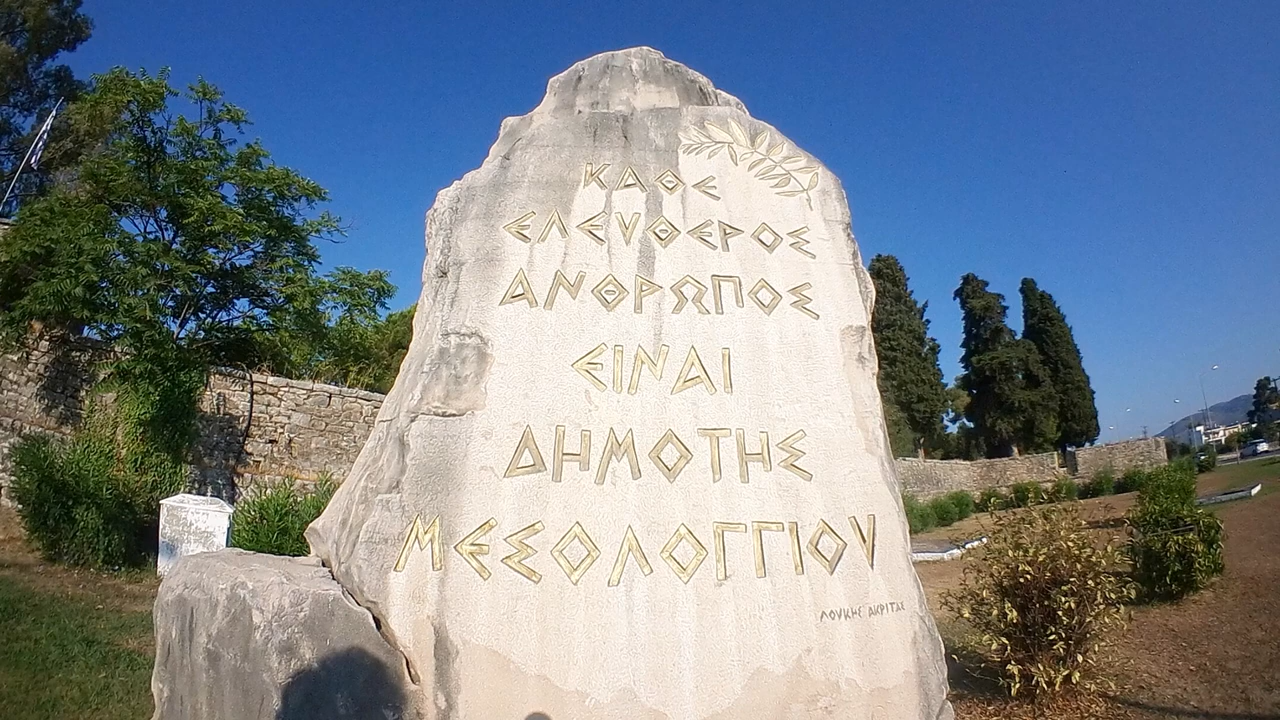 ΚΑΘΕ
ΕΛΕΥΘΕΡΟΣ
ΑΝΘΡΩΠΟΣ
ΕΙΝΑΙ
ΔΗΜΟΤΗΣ
ΜΕΣΟΛΟΓΓΙΟΥ
ΛΟΥΚΗΣ ΑΚΡΙΤΑΣ